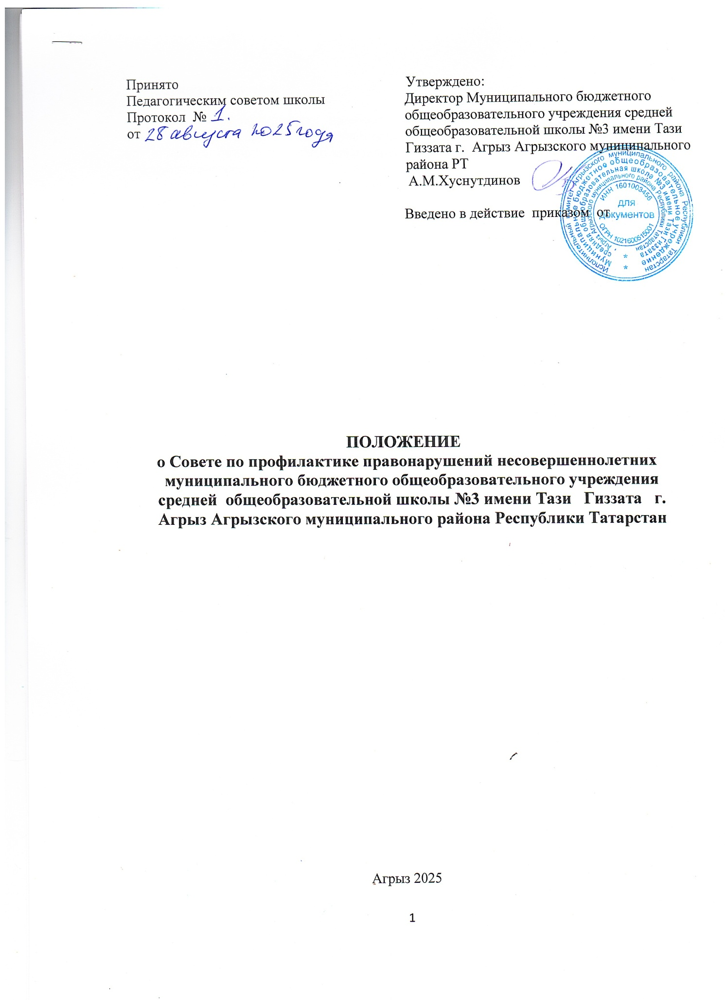 Принято
Педагогическим советом школы
Протокол № 1.
от 28 августа 2025 года
Утверждено:
Директор Муниципального бюджетного
общеобразовательного учреждения средней
общеобразовательной школы №3 имени Тази
Гиззата г. Агрыз Агрызского муниципального
района РТ
А.М.Хуснутдинов
Введено в действие приказом от
Исполнительный комитет Агрызского муниципального района Республики Татарстан
Муниципальное бюджетное общеобразовательное учреждение
средняя общеобразовательная школа №3 имени Тази Гиззата
г. Агрыз Агрызского муниципального района Республики Татарстан
ИНН 1601003456
для
документов
ОГРН 1021600515001
* *
ПОЛОЖЕНИЕ
о Совете по профилактике правонарушений несовершеннолетних
муниципального бюджетного общеобразовательного учреждения
средней общеобразовательной школы №3 имени Тази Гиззата г.
Агрыз Агрызского муниципального района Республики Татарстан
Агрыз 2025
1